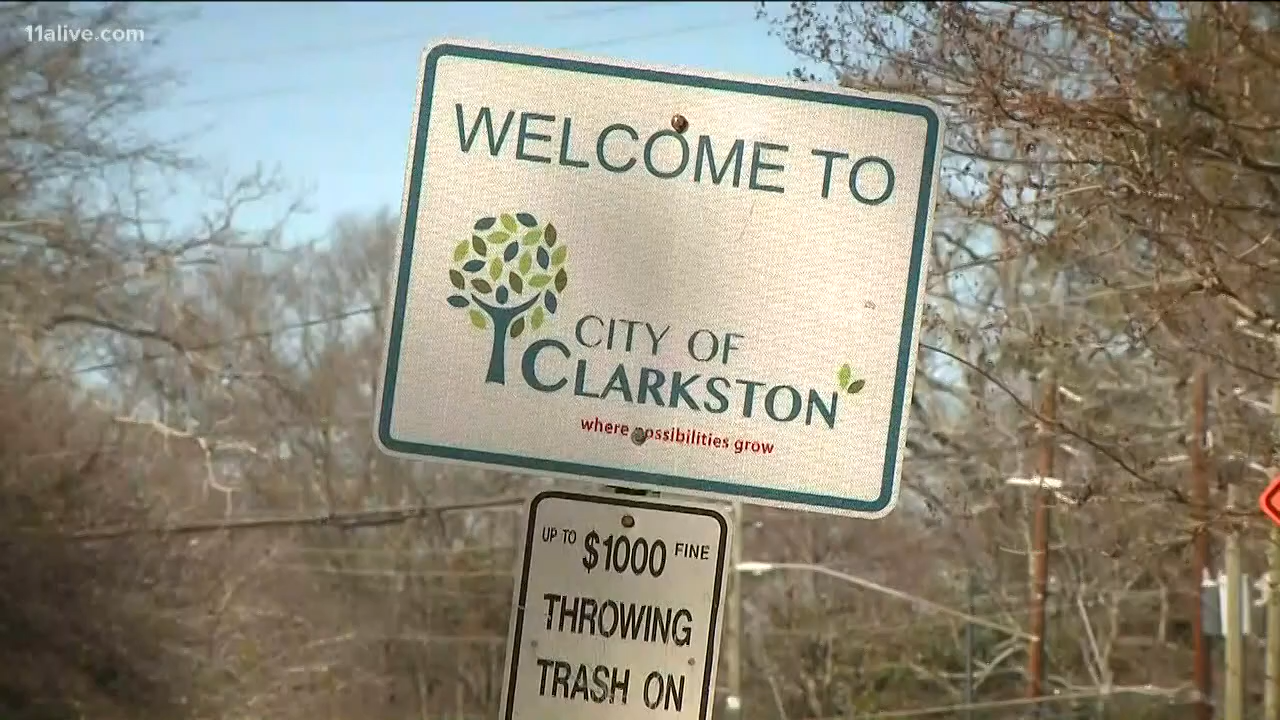 11alive.com
WELCOME TO
CITY OF
CLARKSTON
where possibilities grow
UP TO $1000 FINE
THROWING
TRASH ON